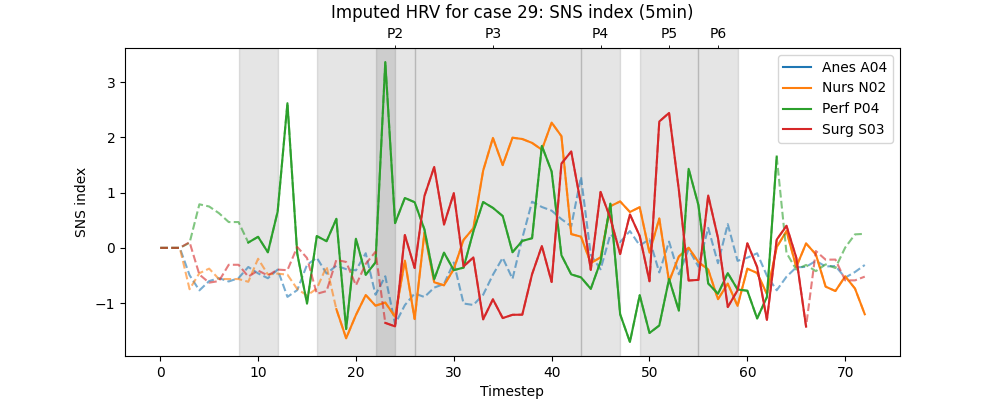 Imputed HRV for case 29: SNS index (5min)
P2 P3 P4 P5 P6
Anes A04
Nurs N02
Perf P04
Surg S03
SNS index
3
2
1
0
−1
0 10 20 30 40 50 60 70
Timestep